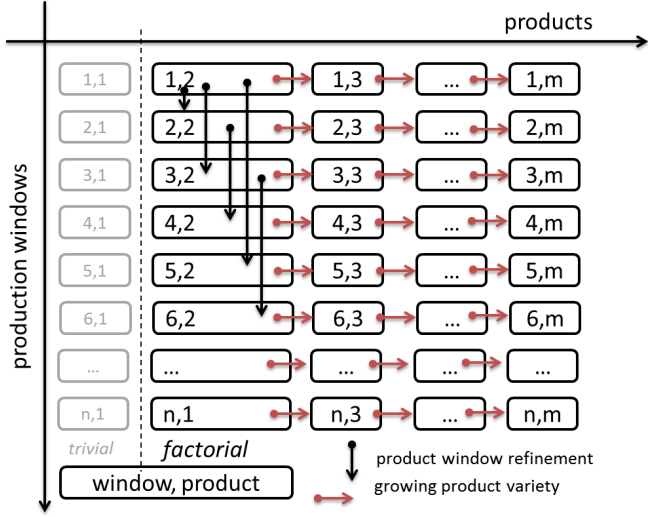 products
production windows
1,1 1,2 1,3 ... 1,m
2,1 2,2 2,3 ... 2,m
3,1 3,2 3,3 ... 3,m
4,1 4,2 4,3 ... 4,m
5,1 5,2 5,3 ... 5,m
6,1 6,2 6,3 ... 6,m
... ... ... ... ...
n,1 n,1 n,3 ... n,m
trivial factorial
window, product
product window refinement
growing product variety